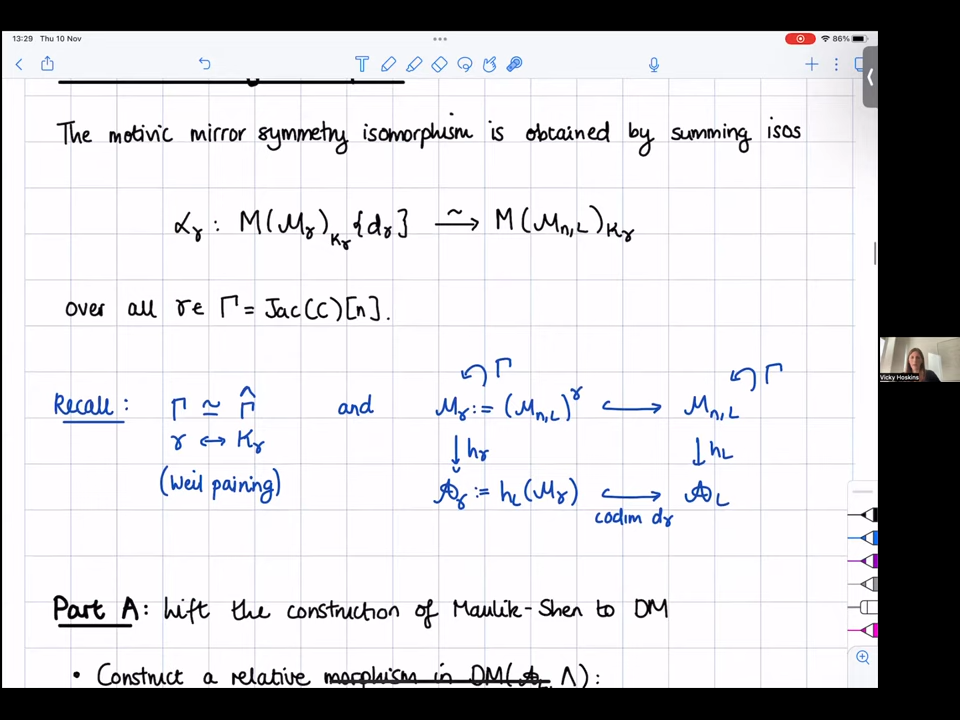 13:29 Thu 10 Nov
86%
The motivic mirror symmetry isomorphism is obtained by summing isos
α_γ : M(M_γ)_{κ_γ}{d_γ} ⥲ M(M_{n,L})_{κ_γ}
over all γ ∈ Γ = Jac(C)[n].
Recall: Γ ≃ Γ̂ and M_γ := (M_{n,L})^γ ↪ M_{n,L}
↶ Γ ↶ Γ
γ ↔ κ_γ ↓ h_γ ↓ h_L
(Weil pairing) A_γ := h_L(M_γ) ↪ A_L
codim d_γ
Part A: Lift the construction of Maulik-Shen to DM
• Construct a relative morphism in DM(A_L, Λ):
Vicky Hoskins